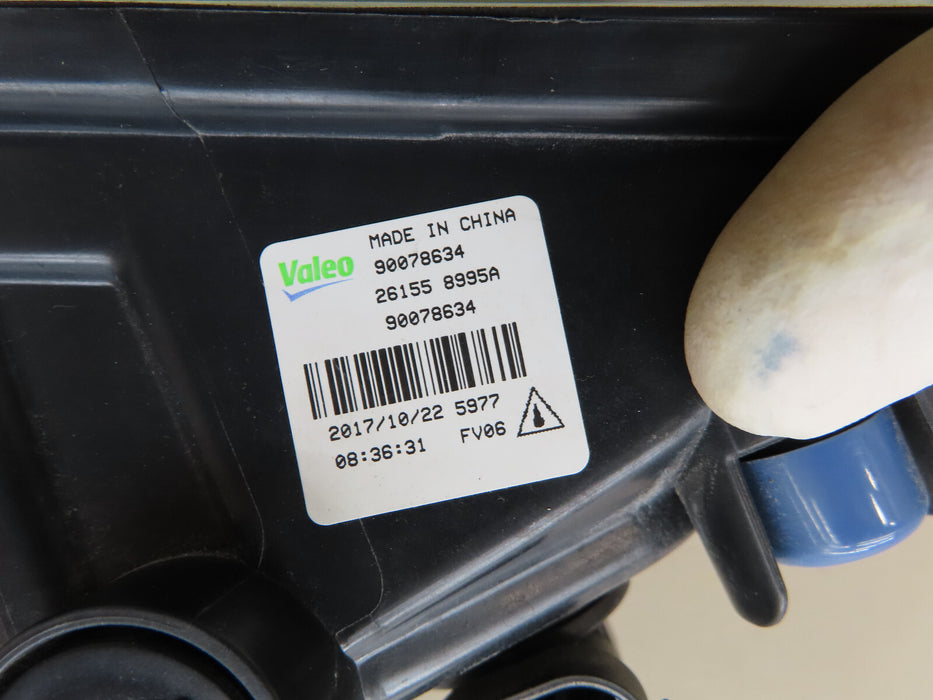 MADE IN CHINA
Valeo
90078634
26155 8995A
90078634
2017/10/22 5977
08:36:31 FV06